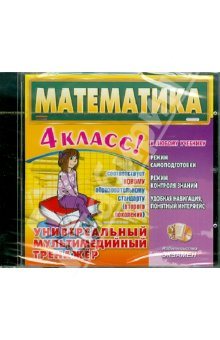 МАТЕМАТИКА
4 КЛАСС!
К ЛЮБОМУ УЧЕБНИКУ
соответствует
НОВОМУ
образовательному
стандарту
(второго
поколения)
РЕЖИМ
САМОПОДГОТОВКИ
РЕЖИМ
КОНТРОЛЯ ЗНАНИЙ
УДОБНАЯ НАВИГАЦИЯ,
ПОНЯТНЫЙ ИНТЕРФЕЙС
УНИВЕРСАЛЬНЫЙ
МУЛЬТИМЕДИЙНЫЙ
ТРЕНАЖЕР
Издательство
ЭКЗАМЕН